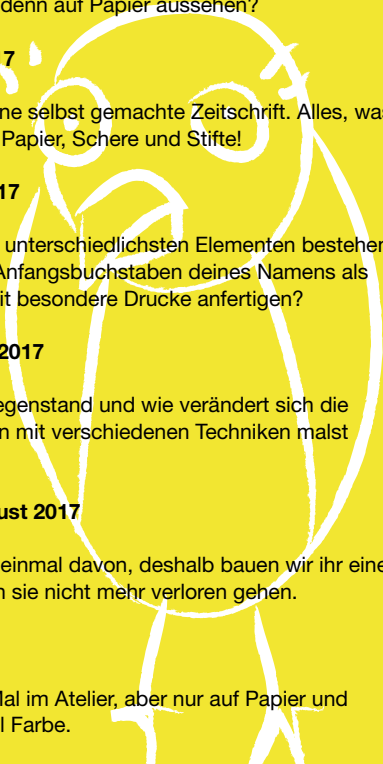 denn auf Papier aussehen?
7
ne selbst gemachte Zeitschrift. Alles, was
Papier, Schere und Stifte!
17
unterschiedlichsten Elementen bestehen
Anfangsbuchstaben deines Namens als
it besondere Drucke anfertigen?
2017
egenstand und wie verändert sich die
n mit verschiedenen Techniken malst
ust 2017
einmal davon, deshalb bauen wir ihr eine
n sie nicht mehr verloren gehen.
Mal im Atelier, aber nur auf Papier und
l Farbe.